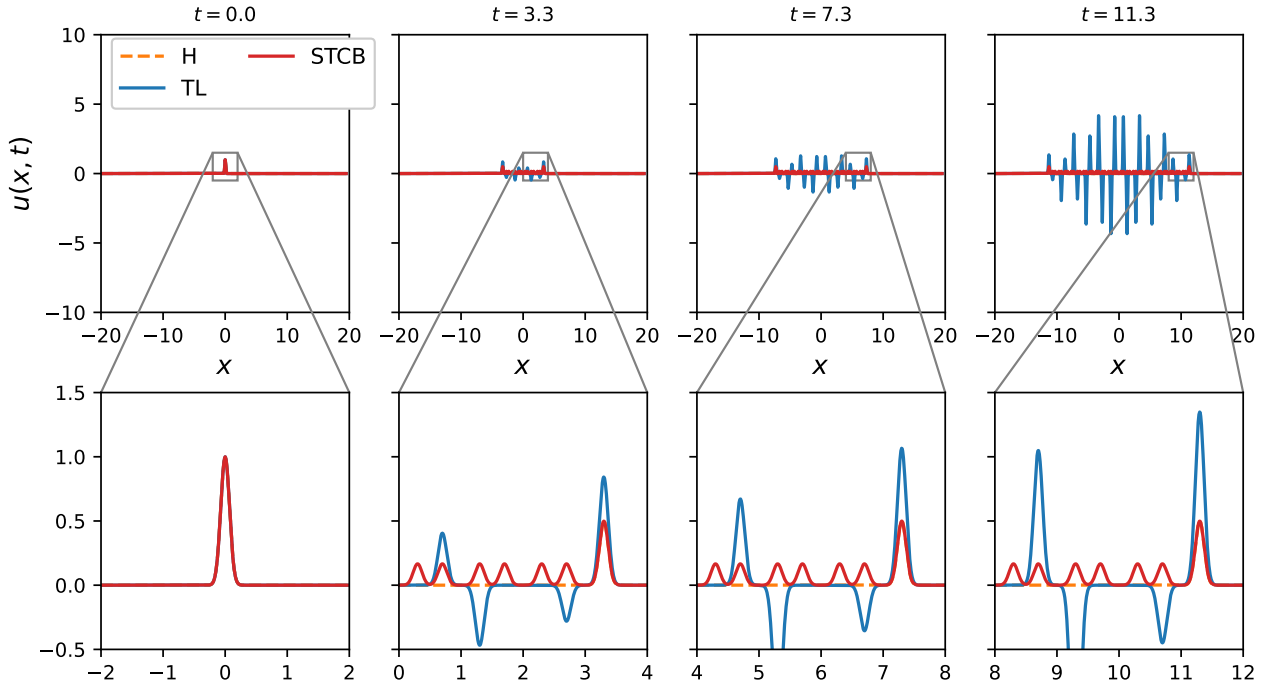 t = 0.0 t = 3.3 t = 7.3 t = 11.3
H STCB
TL
u(x, t)
10
5
0
−5
−10
−20 −10 0 10 20 −20 −10 0 10 20 −20 −10 0 10 20 −20 −10 0 10 20
x x x x
1.5
1.0
0.5
0.0
−0.5
−2 −1 0 1 2 0 1 2 3 4 4 5 6 7 8 8 9 10 11 12